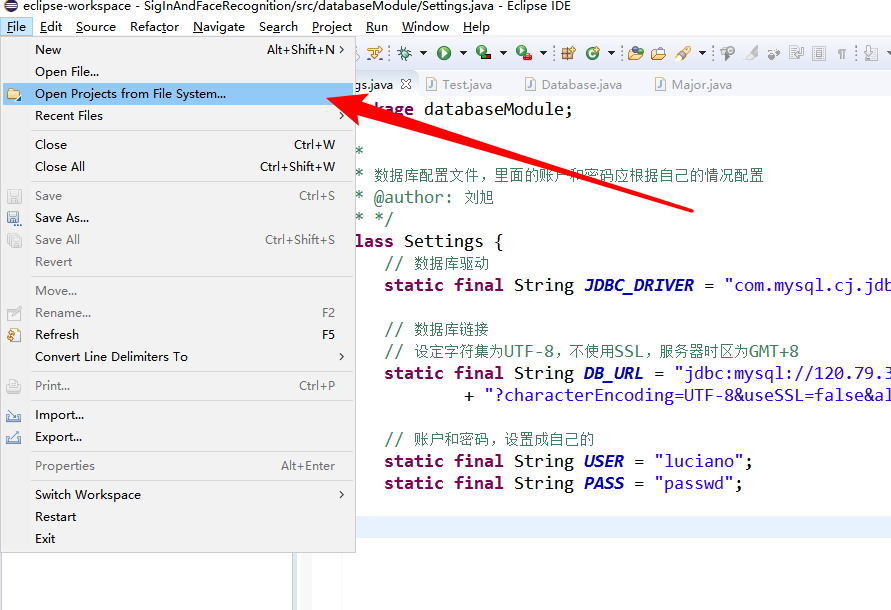 eclipse-workspace - SigInAndFaceRecognition/src/databaseModule/Settings.java - Eclipse IDE
File Edit Source Refactor Navigate Search Project Run Window Help
New Alt+Shift+N
Open File...
Open Projects from File System...
Recent Files
Close Ctrl+W
Close All Ctrl+Shift+W
Save Ctrl+S
Save As...
Save All Ctrl+Shift+S
Revert
Move...
Rename... F2
Refresh F5
Convert Line Delimiters To
Print... Ctrl+P
Import...
Export...
Properties Alt+Enter
Switch Workspace
Restart
Exit
gs.java Test.java Database.java Major.java
kage databaseModule;
*
* 数据库配置文件，里面的账户和密码应根据自己的情况配置
* @author: 刘旭
* */
lass Settings {
// 数据库驱动
static final String JDBC_DRIVER = "com.mysql.cj.jdb
// 数据库链接
// 设定字符集为UTF-8，不使用SSL，服务器时区为GMT+8
static final String DB_URL = "jdbc:mysql://120.79.3
+ "?characterEncoding=UTF-8&useSSL=false&al
// 账户和密码，设置成自己的
static final String USER = "luciano";
static final String PASS = "passwd";